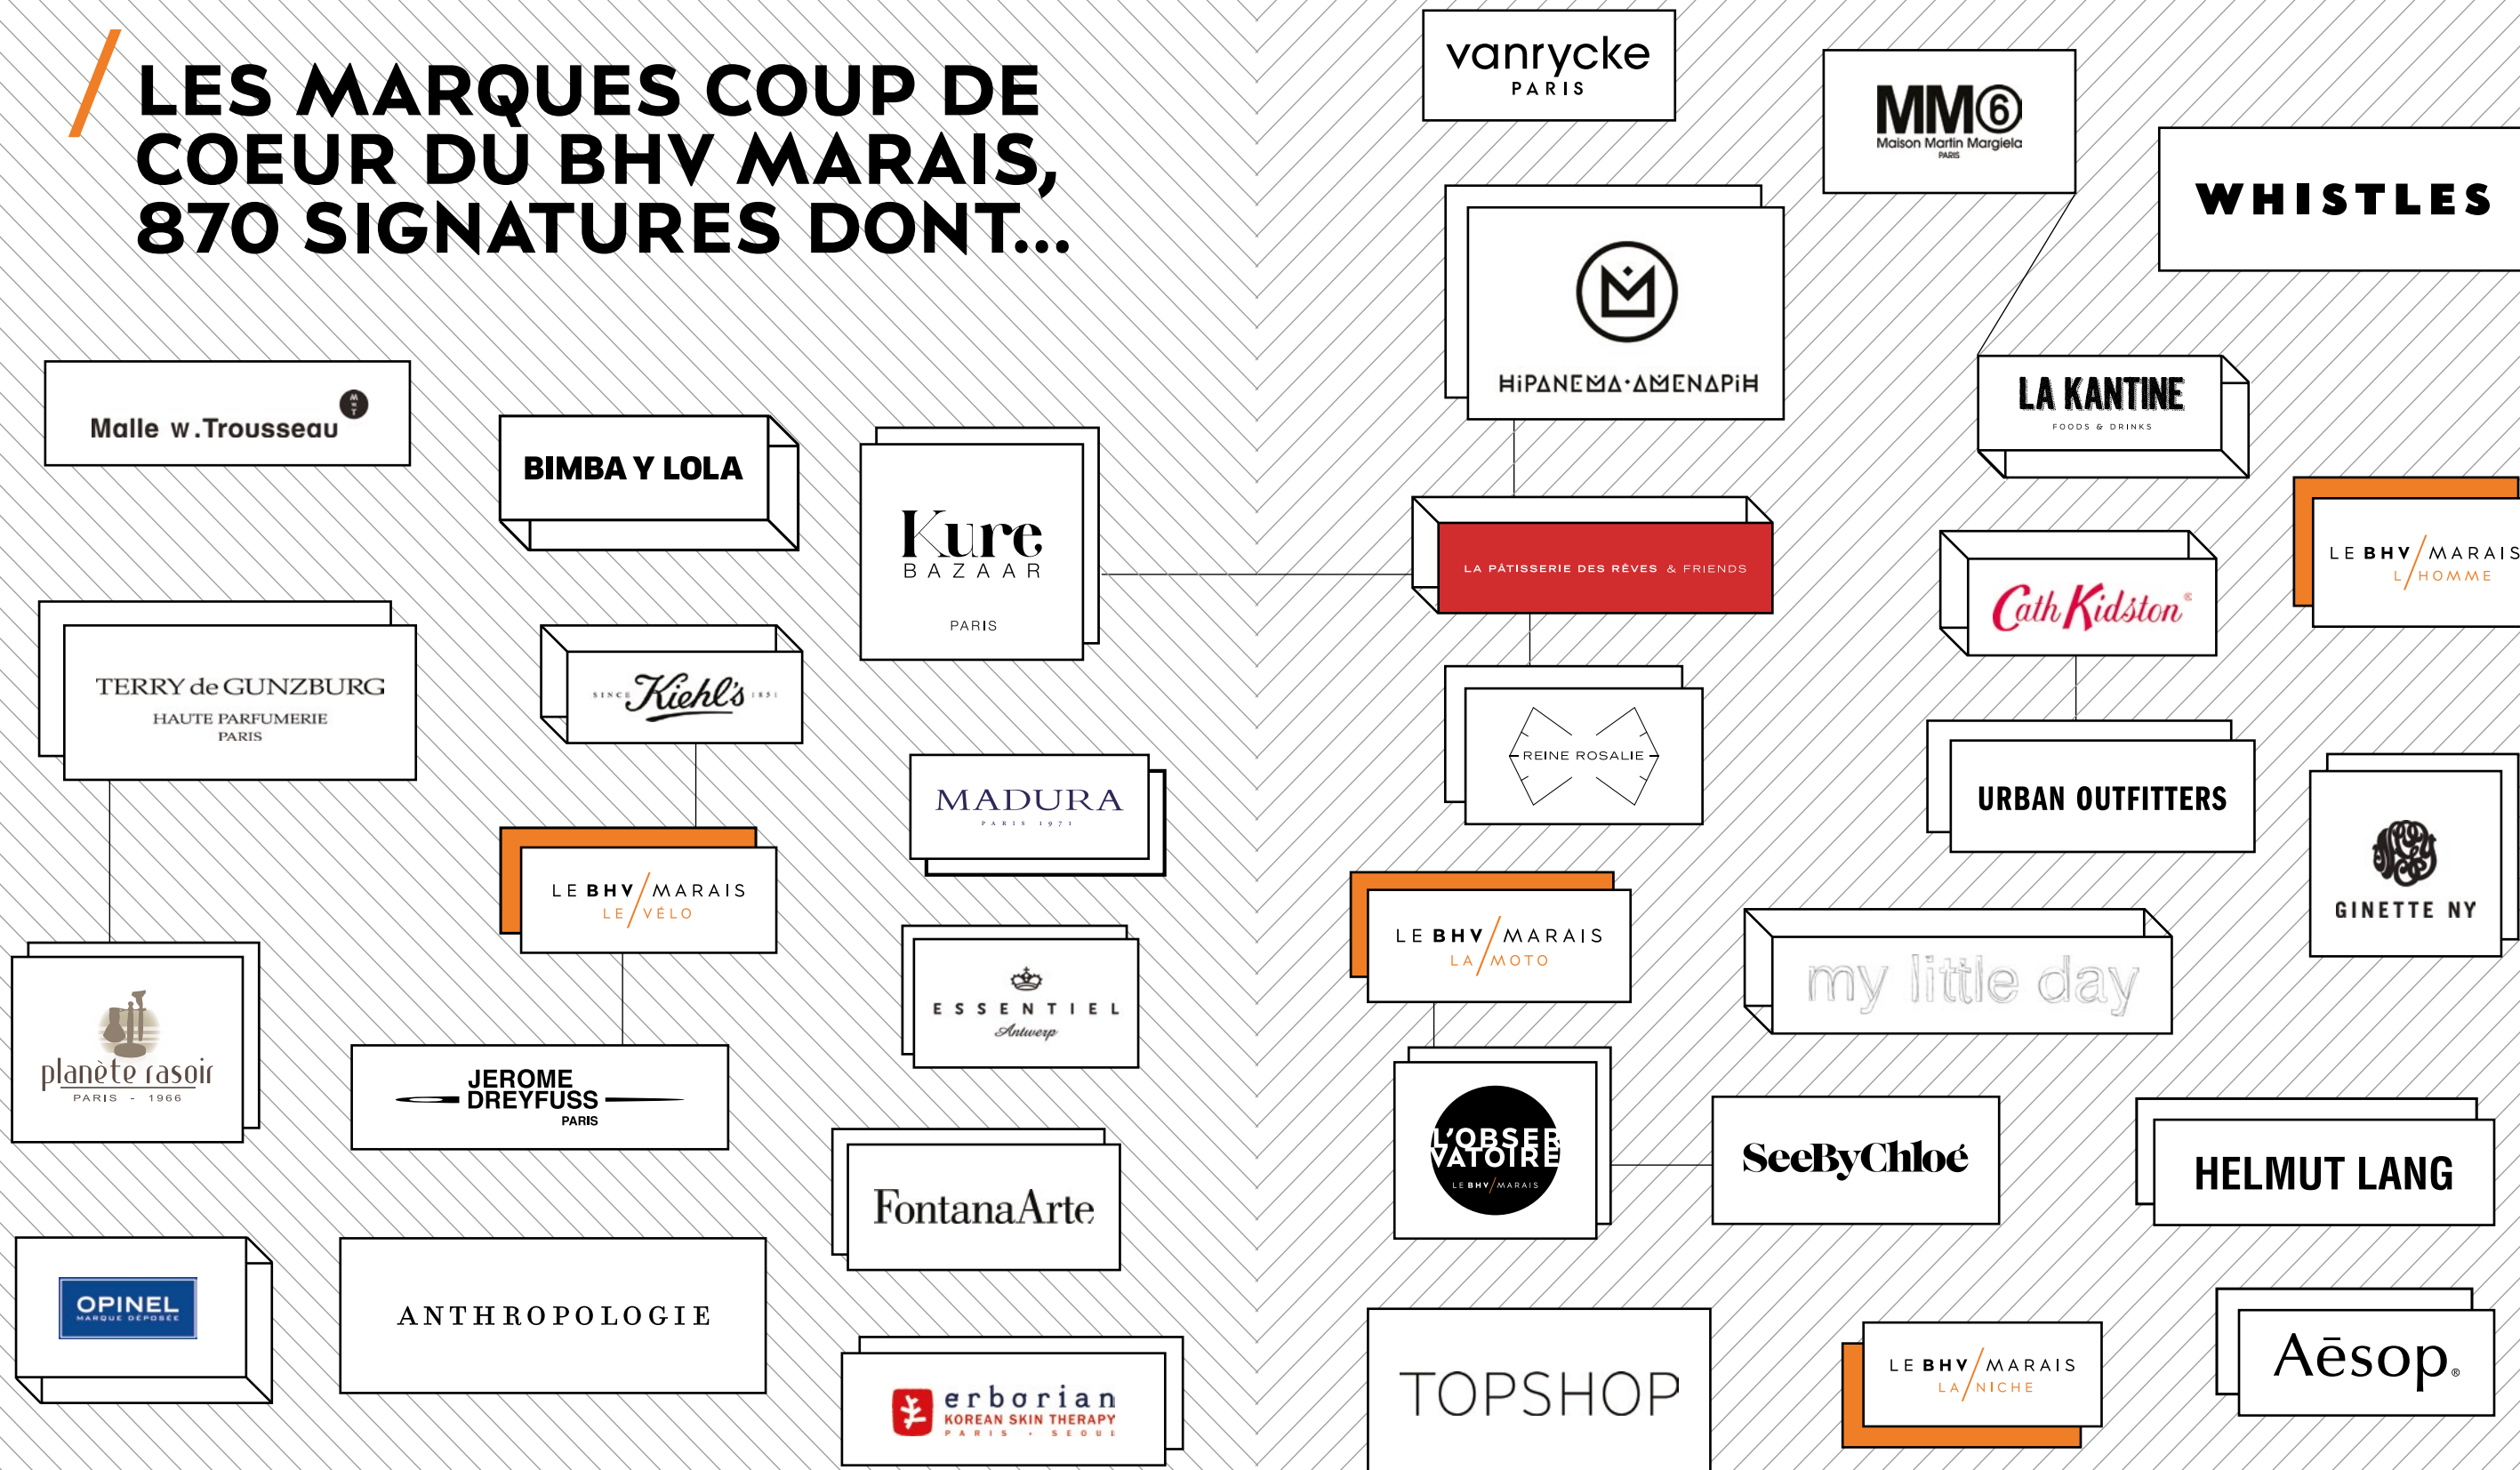 LES MARQUES COUP DE
COEUR DU BHV MARAIS,
870 SIGNATURES DONT...
vanrycke
PARIS
MM6
Maison Martin Margiela
PARIS
WHISTLES
HiPANEMA·AMENAPiH
LA KANTINE
FOODS & DRINKS
Malle w.Trousseau
MWT
BIMBA Y LOLA
Kure
BAZAAR
PARIS
LA PÂTISSERIE DES RÊVES & FRIENDS
LE BHV/MARAIS
L/HOMME
Cath Kidston®
TERRY de GUNZBURG
HAUTE PARFUMERIE
PARIS
SINCE Kiehl's 1851
REINE ROSALIE
MADURA
PARIS 1971
URBAN OUTFITTERS
GINETTE NY
LE BHV/MARAIS
LE/VÉLO
LE BHV/MARAIS
LA/MOTO
my little day
ESSENTIEL
Antwerp
planète rasoir
PARIS - 1966
JEROME
DREYFUSS
PARIS
L'OBSER
VATOIRE
LE BHV/MARAIS
SeeByChloé
HELMUT LANG
FontanaArte
OPINEL
MARQUE DÉPOSÉE
ANTHROPOLOGIE
erborian
KOREAN SKIN THERAPY
PARIS · SEOUL
TOPSHOP
LE BHV/MARAIS
LA/NICHE
Aēsop®